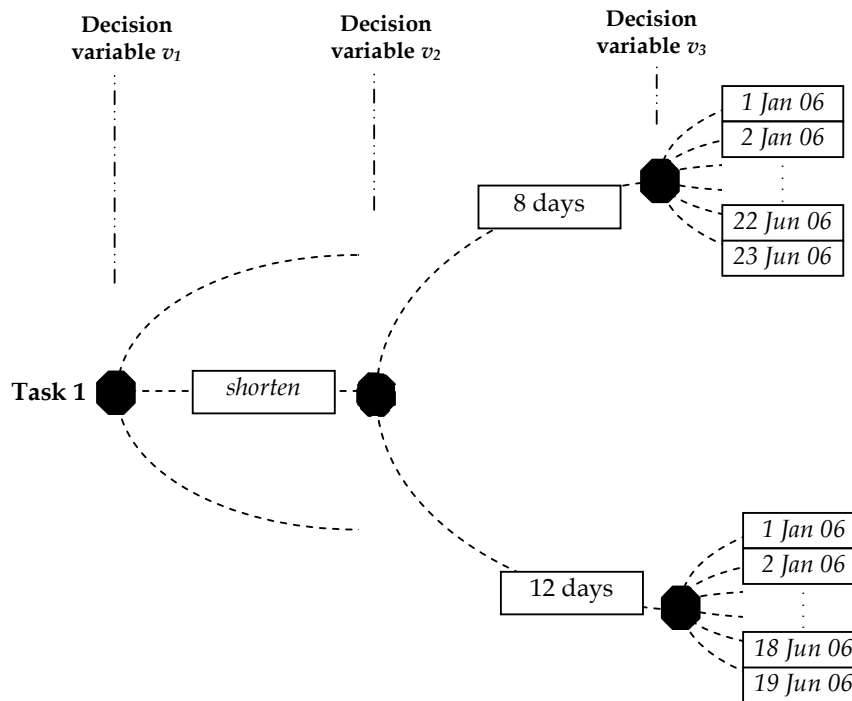 Decision
variable v1
Decision
variable v2
Decision
variable v3
1 Jan 06
2 Jan 06
8 days
22 Jun 06
23 Jun 06
Task 1
shorten
1 Jan 06
2 Jan 06
12 days
18 Jun 06
19 Jun 06